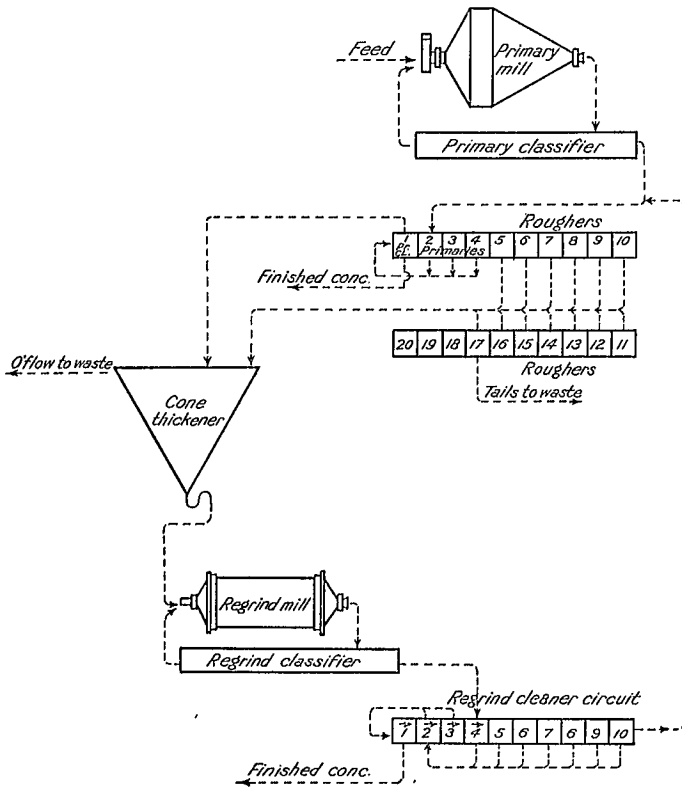 Feed
Primary
mill
Primary classifier
Roughers
1 2 3 4 5 6 7 8 9 10
Pr. Primaries
CL.
Finished conc.
20 19 18 17 16 15 14 13 12 11
Roughers
Tails to waste
O'flow to waste
Cone
thickener
Regrind mill
Regrind classifier
Regrind cleaner circuit
1 2 3 4 5 6 7 6 9 10
Finished conc.